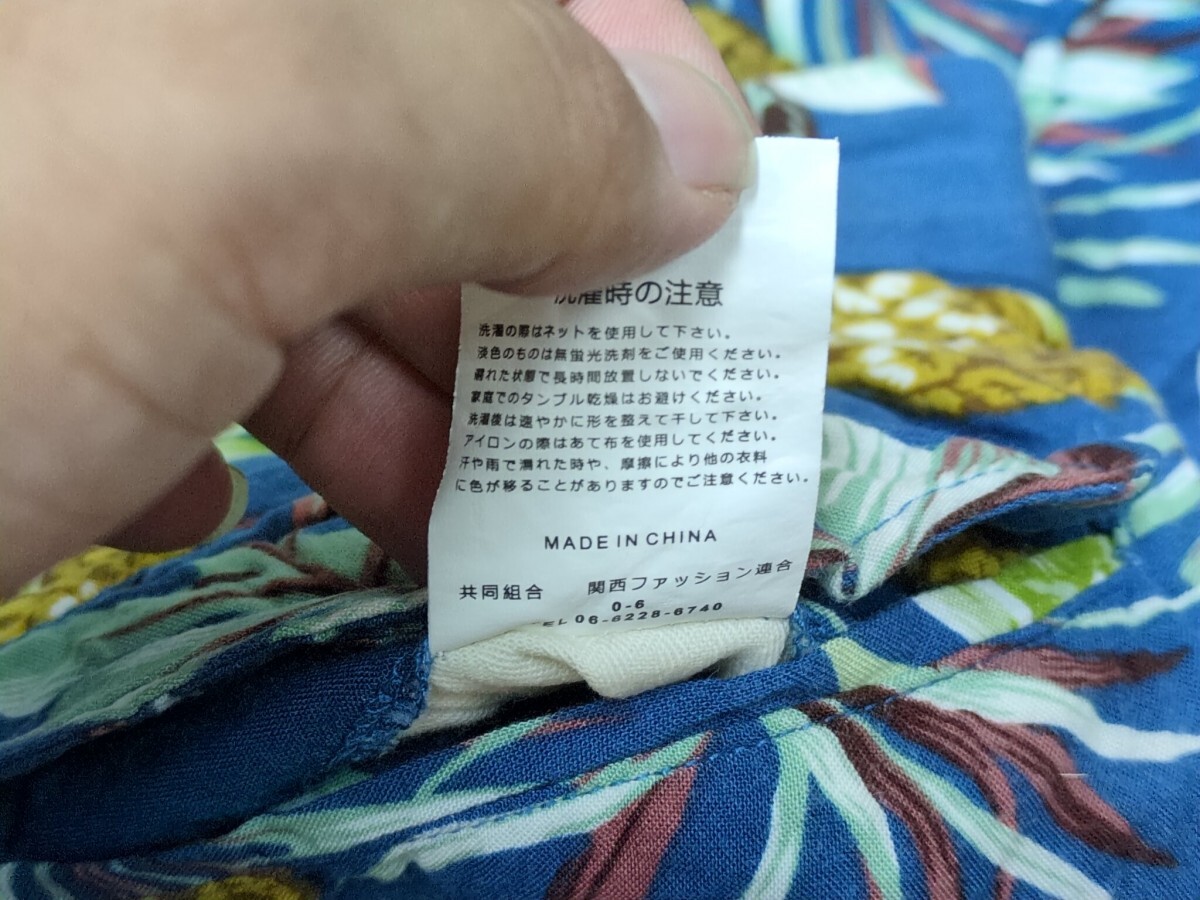 洗濯時の注意
洗濯の際はネットを使用して下さい。
淡色のものは無蛍光洗剤をご使用ください。
濡れた状態で長時間放置しないでください。
家庭でのタンブル乾燥はお避けください。
洗濯後は速やかに形を整えて干して下さい。
アイロンの際はあて布を使用してください。
汗や雨で濡れた時や、摩擦により他の衣料
に色が移ることがありますのでご注意ください。
MADE IN CHINA
共同組合 関西ファッション連合
0-6
TEL 06-6228-6740